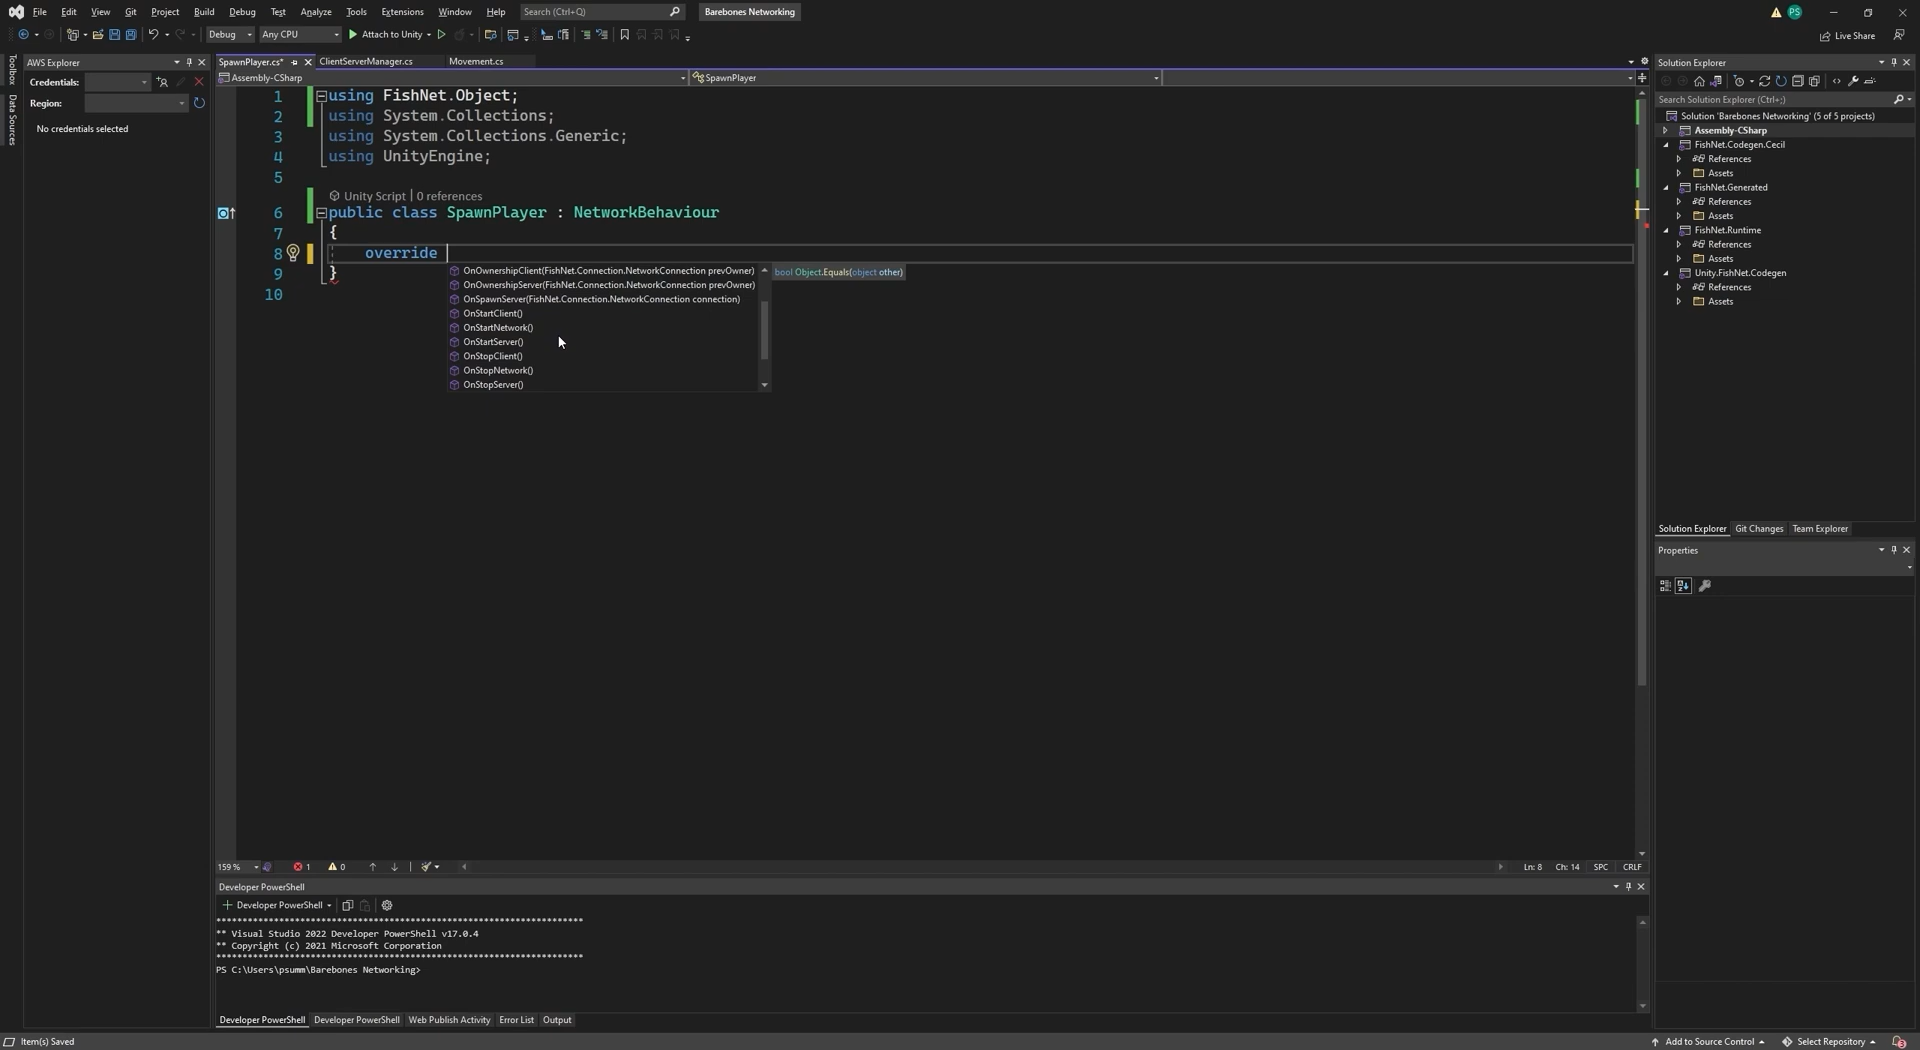 File Edit View Git Project Build Debug Test Analyze Tools Extensions Window Help Search (Ctrl+Q) Barebones Networking PS
Debug Any CPU Attach to Unity Live Share
Toolbox
Data Sources
AWS Explorer
Credentials:
Region:
No credentials selected
SpawnPlayer.cs* ClientServerManager.cs Movement.cs
Assembly-CSharp SpawnPlayer
1 using FishNet.Object;
2 using System.Collections;
3 using System.Collections.Generic;
4 using UnityEngine;
5
Unity Script | 0 references
6 public class SpawnPlayer : NetworkBehaviour
7 {
8 override
9 }
10
OnOwnershipClient(FishNet.Connection.NetworkConnection prevOwner)
OnOwnershipServer(FishNet.Connection.NetworkConnection prevOwner)
OnSpawnServer(FishNet.Connection.NetworkConnection connection)
OnStartClient()
OnStartNetwork()
OnStartServer()
OnStopClient()
OnStopNetwork()
OnStopServer()
bool Object.Equals(object other)
159 % 1 0 Ln: 8 Ch: 14 SPC CRLF
Developer PowerShell
+ Developer PowerShell
**************************************************************
** Visual Studio 2022 Developer PowerShell v17.0.4
** Copyright (c) 2021 Microsoft Corporation
**************************************************************
PS C:\Users\psumm\Barebones Networking>
Developer PowerShell Developer PowerShell Web Publish Activity Error List Output
Solution Explorer
Search Solution Explorer (Ctrl+;)
Solution 'Barebones Networking' (5 of 5 projects)
Assembly-CSharp
FishNet.Codegen.Cecil
References
Assets
FishNet.Generated
References
Assets
FishNet.Runtime
References
Assets
Unity.FishNet.Codegen
References
Assets
Solution Explorer Git Changes Team Explorer
Properties
Item(s) Saved Add to Source Control Select Repository 3